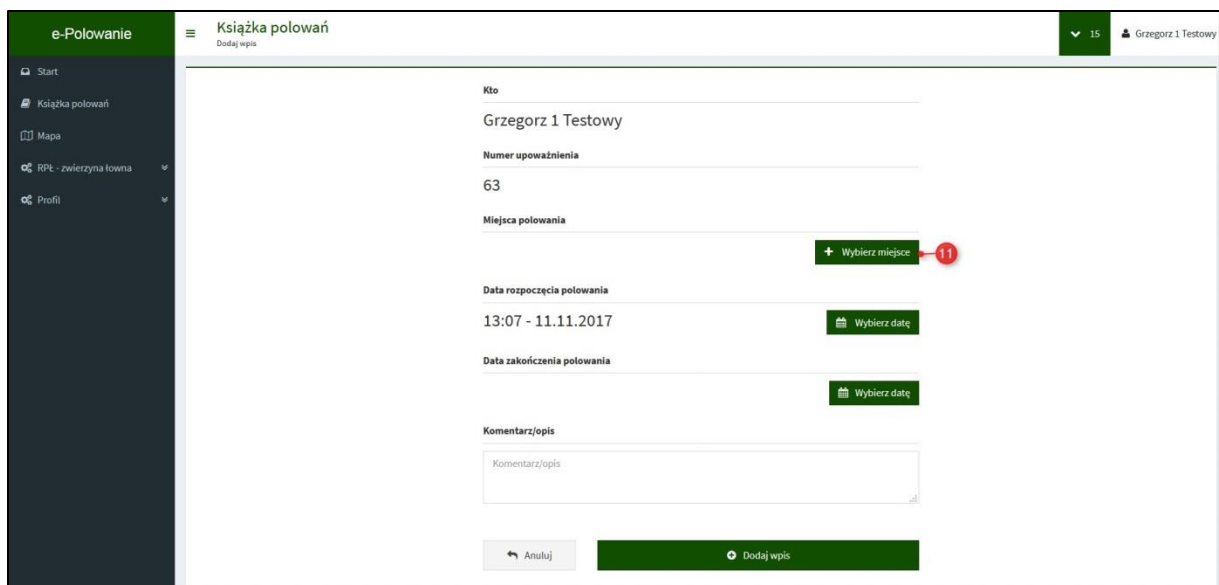 e-Polowanie
Książka polowań
Dodaj wpis
15
Grzegorz 1 Testowy
Start
Książka polowań
Mapa
RPŁ - zwierzyna łowna
Profil
Kto
Grzegorz 1 Testowy
Numer upoważnienia
63
Miejsca polowania
Wybierz miejsce
11
Data rozpoczęcia polowania
13:07 - 11.11.2017
Wybierz datę
Data zakończenia polowania
Wybierz datę
Komentarz/opis
Komentarz/opis
Anuluj
Dodaj wpis